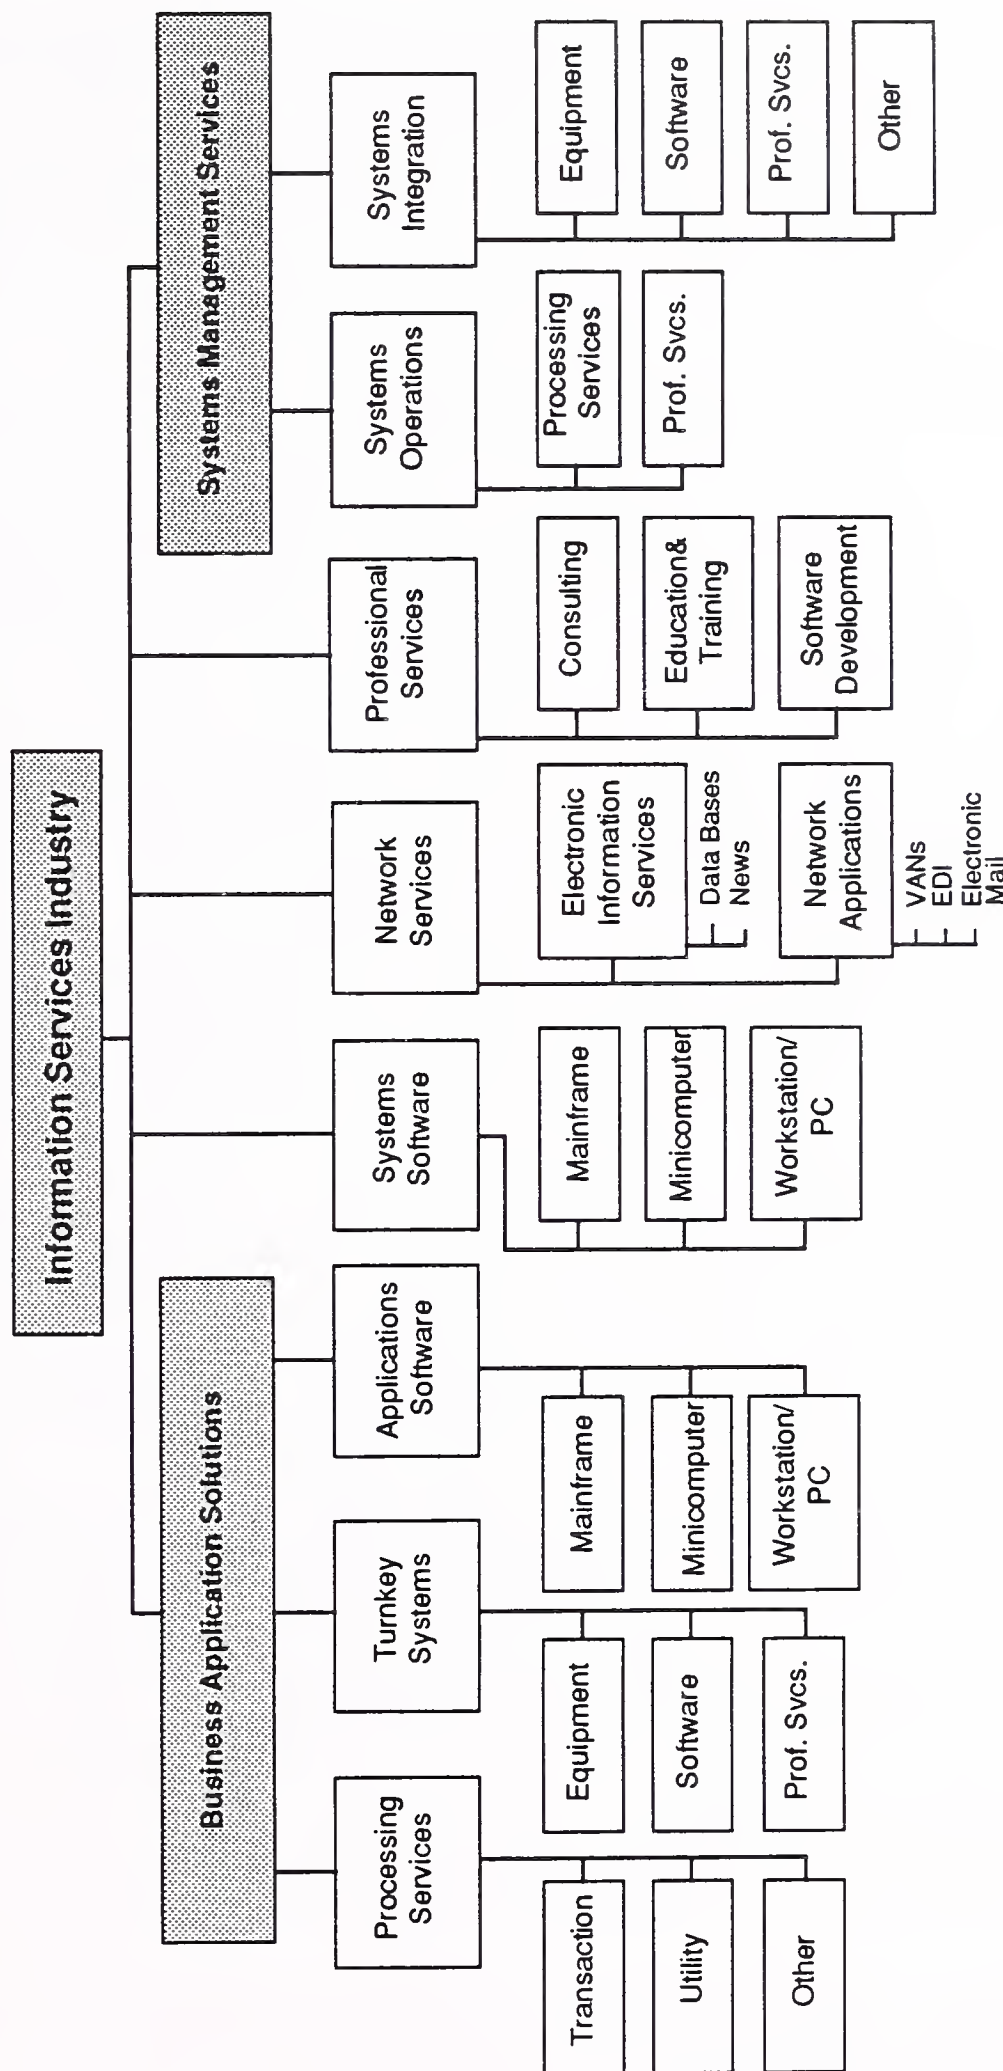 Information Services Industry
Business Application Solutions
Systems Management Services
Processing
Services
Turnkey
Systems
Applications
Software
Systems
Software
Network
Services
Professional
Services
Systems
Operations
Systems
Integration
Transaction
Utility
Other
Equipment
Software
Prof. Svcs.
Mainframe
Minicomputer
Workstation/
PC
Mainframe
Minicomputer
Workstation/
PC
Electronic
Information
Services
Data Bases
News
Network
Applications
VANs
EDI
Electronic
Mail
Consulting
Education&
Training
Software
Development
Processing
Services
Prof. Svcs.
Equipment
Software
Prof. Svcs.
Other